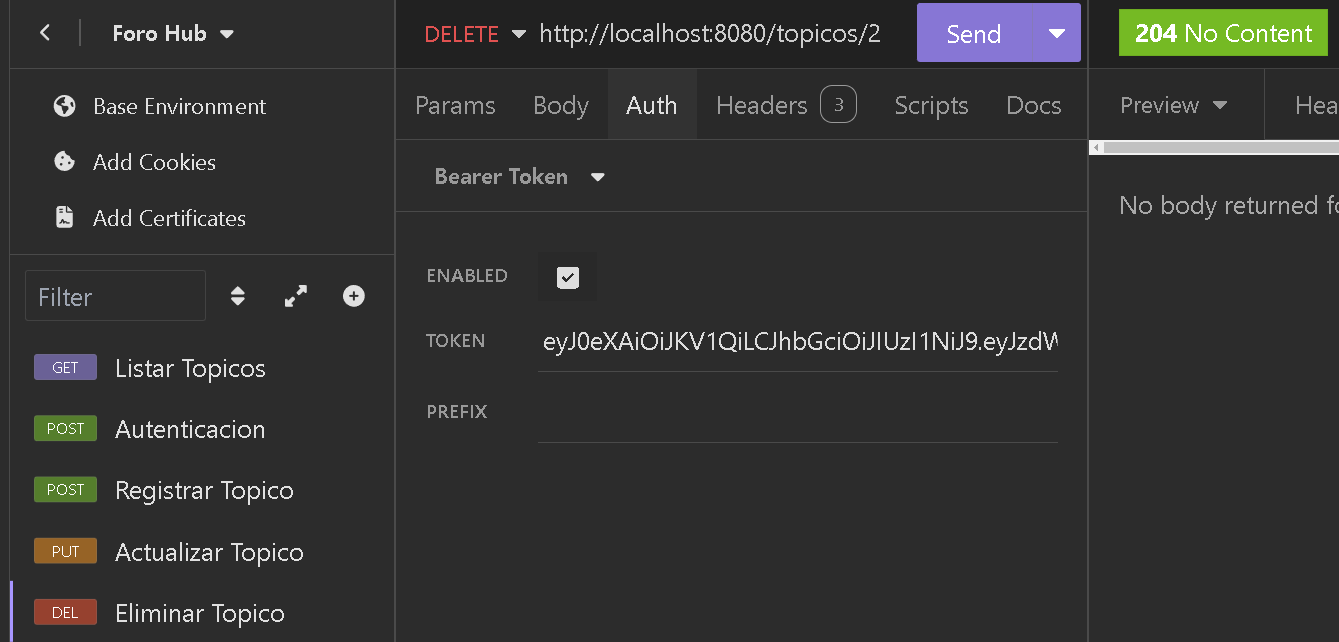 Foro Hub
Base Environment
Add Cookies
Add Certificates
Filter
GET Listar Topicos
POST Autenticacion
POST Registrar Topico
PUT Actualizar Topico
DEL Eliminar Topico
DELETE http://localhost:8080/topicos/2 Send
Params Body Auth Headers 3 Scripts Docs
Bearer Token
ENABLED
TOKEN eyJ0eXAiOiJKV1QiLCJhbGciOiJIUzI1NiJ9.eyJzdW
PREFIX
204 No Content
Preview Hea
No body returned fo